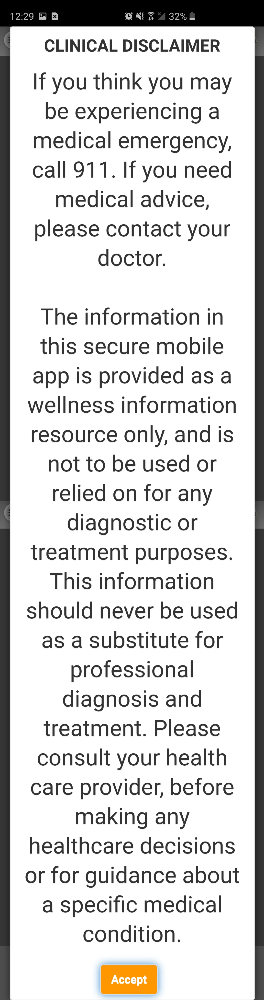 12:29 32%
CLINICAL DISCLAIMER
If you think you may
be experiencing a
medical emergency,
call 911. If you need
medical advice,
please contact your
doctor.
The information in
this secure mobile
app is provided as a
wellness information
resource only, and is
not to be used or
relied on for any
diagnostic or
treatment purposes.
This information
should never be used
as a substitute for
professional
diagnosis and
treatment. Please
consult your health
care provider, before
making any
healthcare decisions
or for guidance about
a specific medical
condition.
Accept